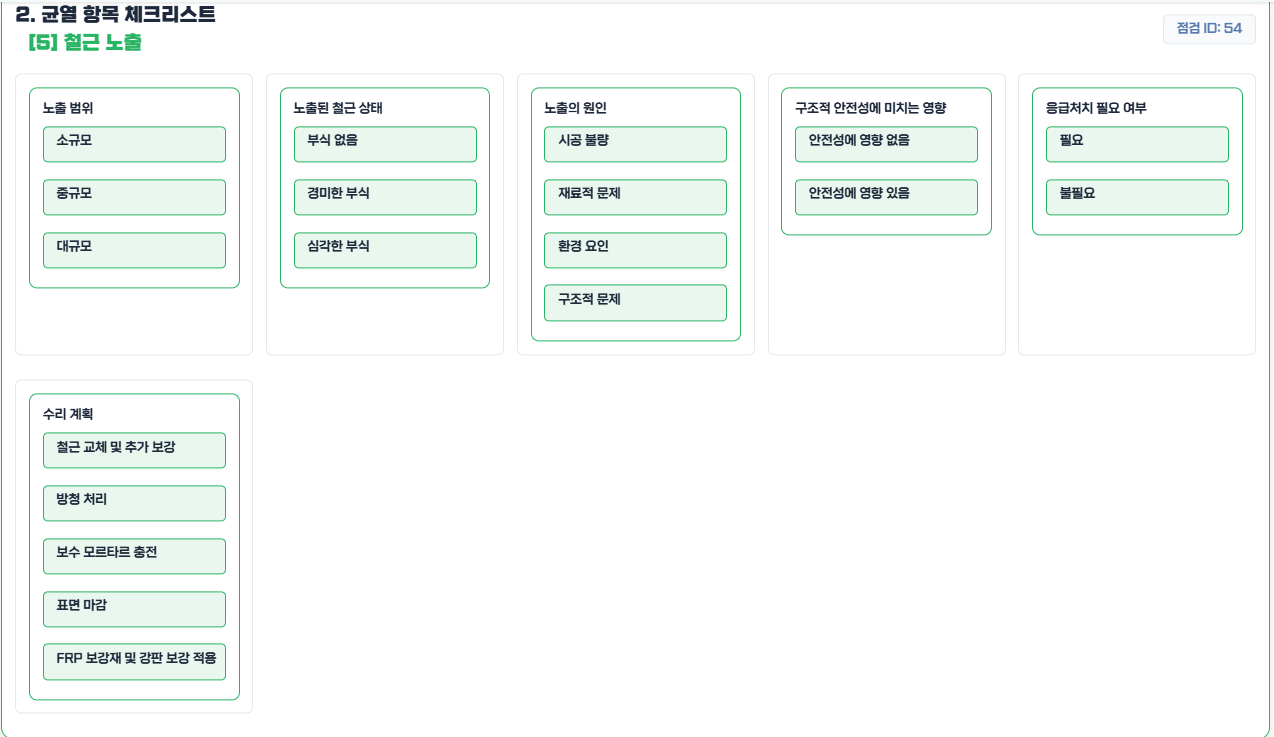 2. 균열 항목 체크리스트
[5] 철근 노출
점검 ID: 54
노출 범위
소규모
중규모
대규모
노출된 철근 상태
부식 없음
경미한 부식
심각한 부식
노출의 원인
시공 불량
재료적 문제
환경 요인
구조적 문제
구조적 안전성에 미치는 영향
안전성에 영향 없음
안전성에 영향 있음
응급처치 필요 여부
필요
불필요
수리 계획
철근 교체 및 추가 보강
방청 처리
보수 모르타르 충전
표면 마감
FRP 보강재 및 강판 보강 적용